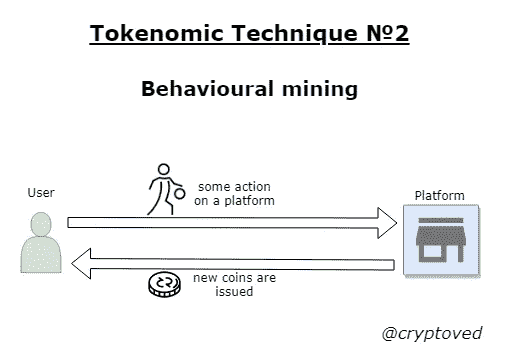 Tokenomic Technique №2
Behavioural mining
some action
on a platform
User
Platform
new coins are
issued
@cryptoved